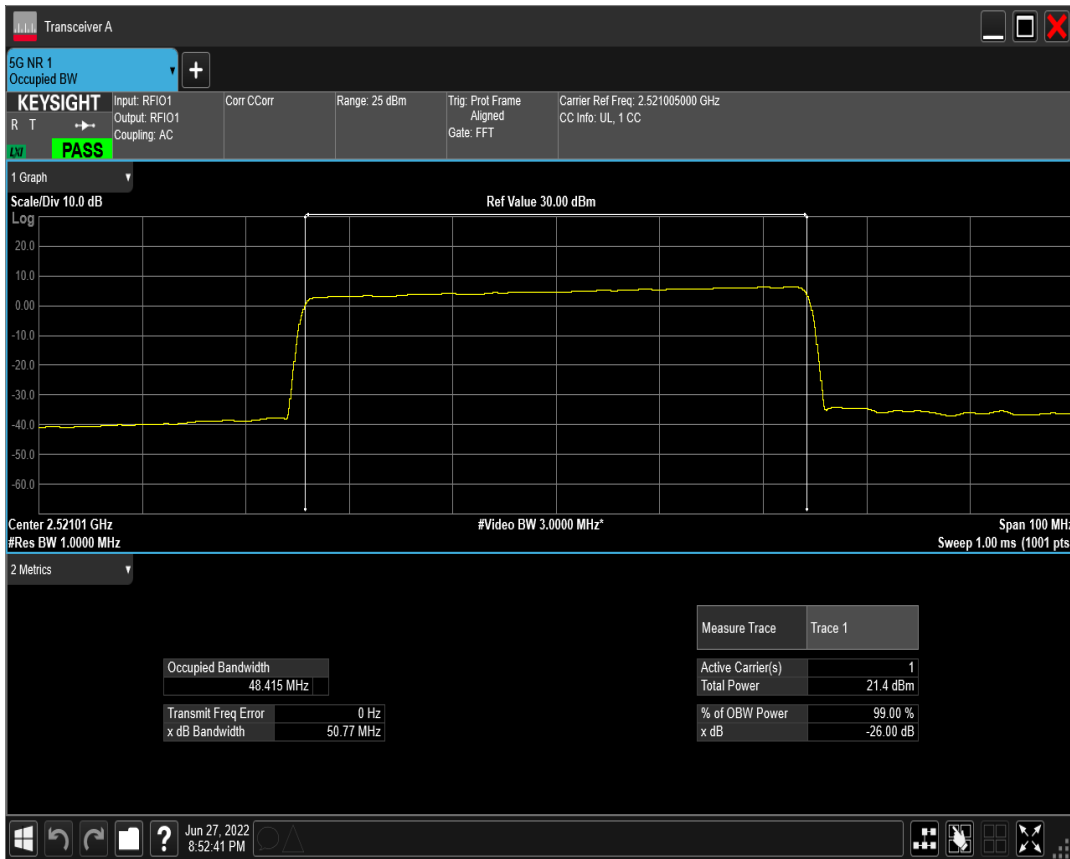 Transceiver A
5G NR 1
Occupied BW
+
KEYSIGHT
R T
LXI
PASS
Input: RFIO1
Output: RFIO1
Coupling: AC
Corr CCorr
Range: 25 dBm
Trig: Prot Frame
Aligned
Gate: FFT
Carrier Ref Freq: 2.521005000 GHz
CC Info: UL, 1 CC
1 Graph
Scale/Div 10.0 dB
Ref Value 30.00 dBm
Log
20.0
10.0
0.00
-10.0
-20.0
-30.0
-40.0
-50.0
-60.0
Center 2.52101 GHz
#Video BW 3.0000 MHz*
Span 100 MHz
#Res BW 1.0000 MHz
Sweep 1.00 ms (1001 pts
2 Metrics
Measure Trace Trace 1
Occupied Bandwidth
48.415 MHz
Active Carrier(s) 1
Total Power 21.4 dBm
Transmit Freq Error 0 Hz
x dB Bandwidth 50.77 MHz
% of OBW Power 99.00 %
x dB -26.00 dB
?
Jun 27, 2022
8:52:41 PM